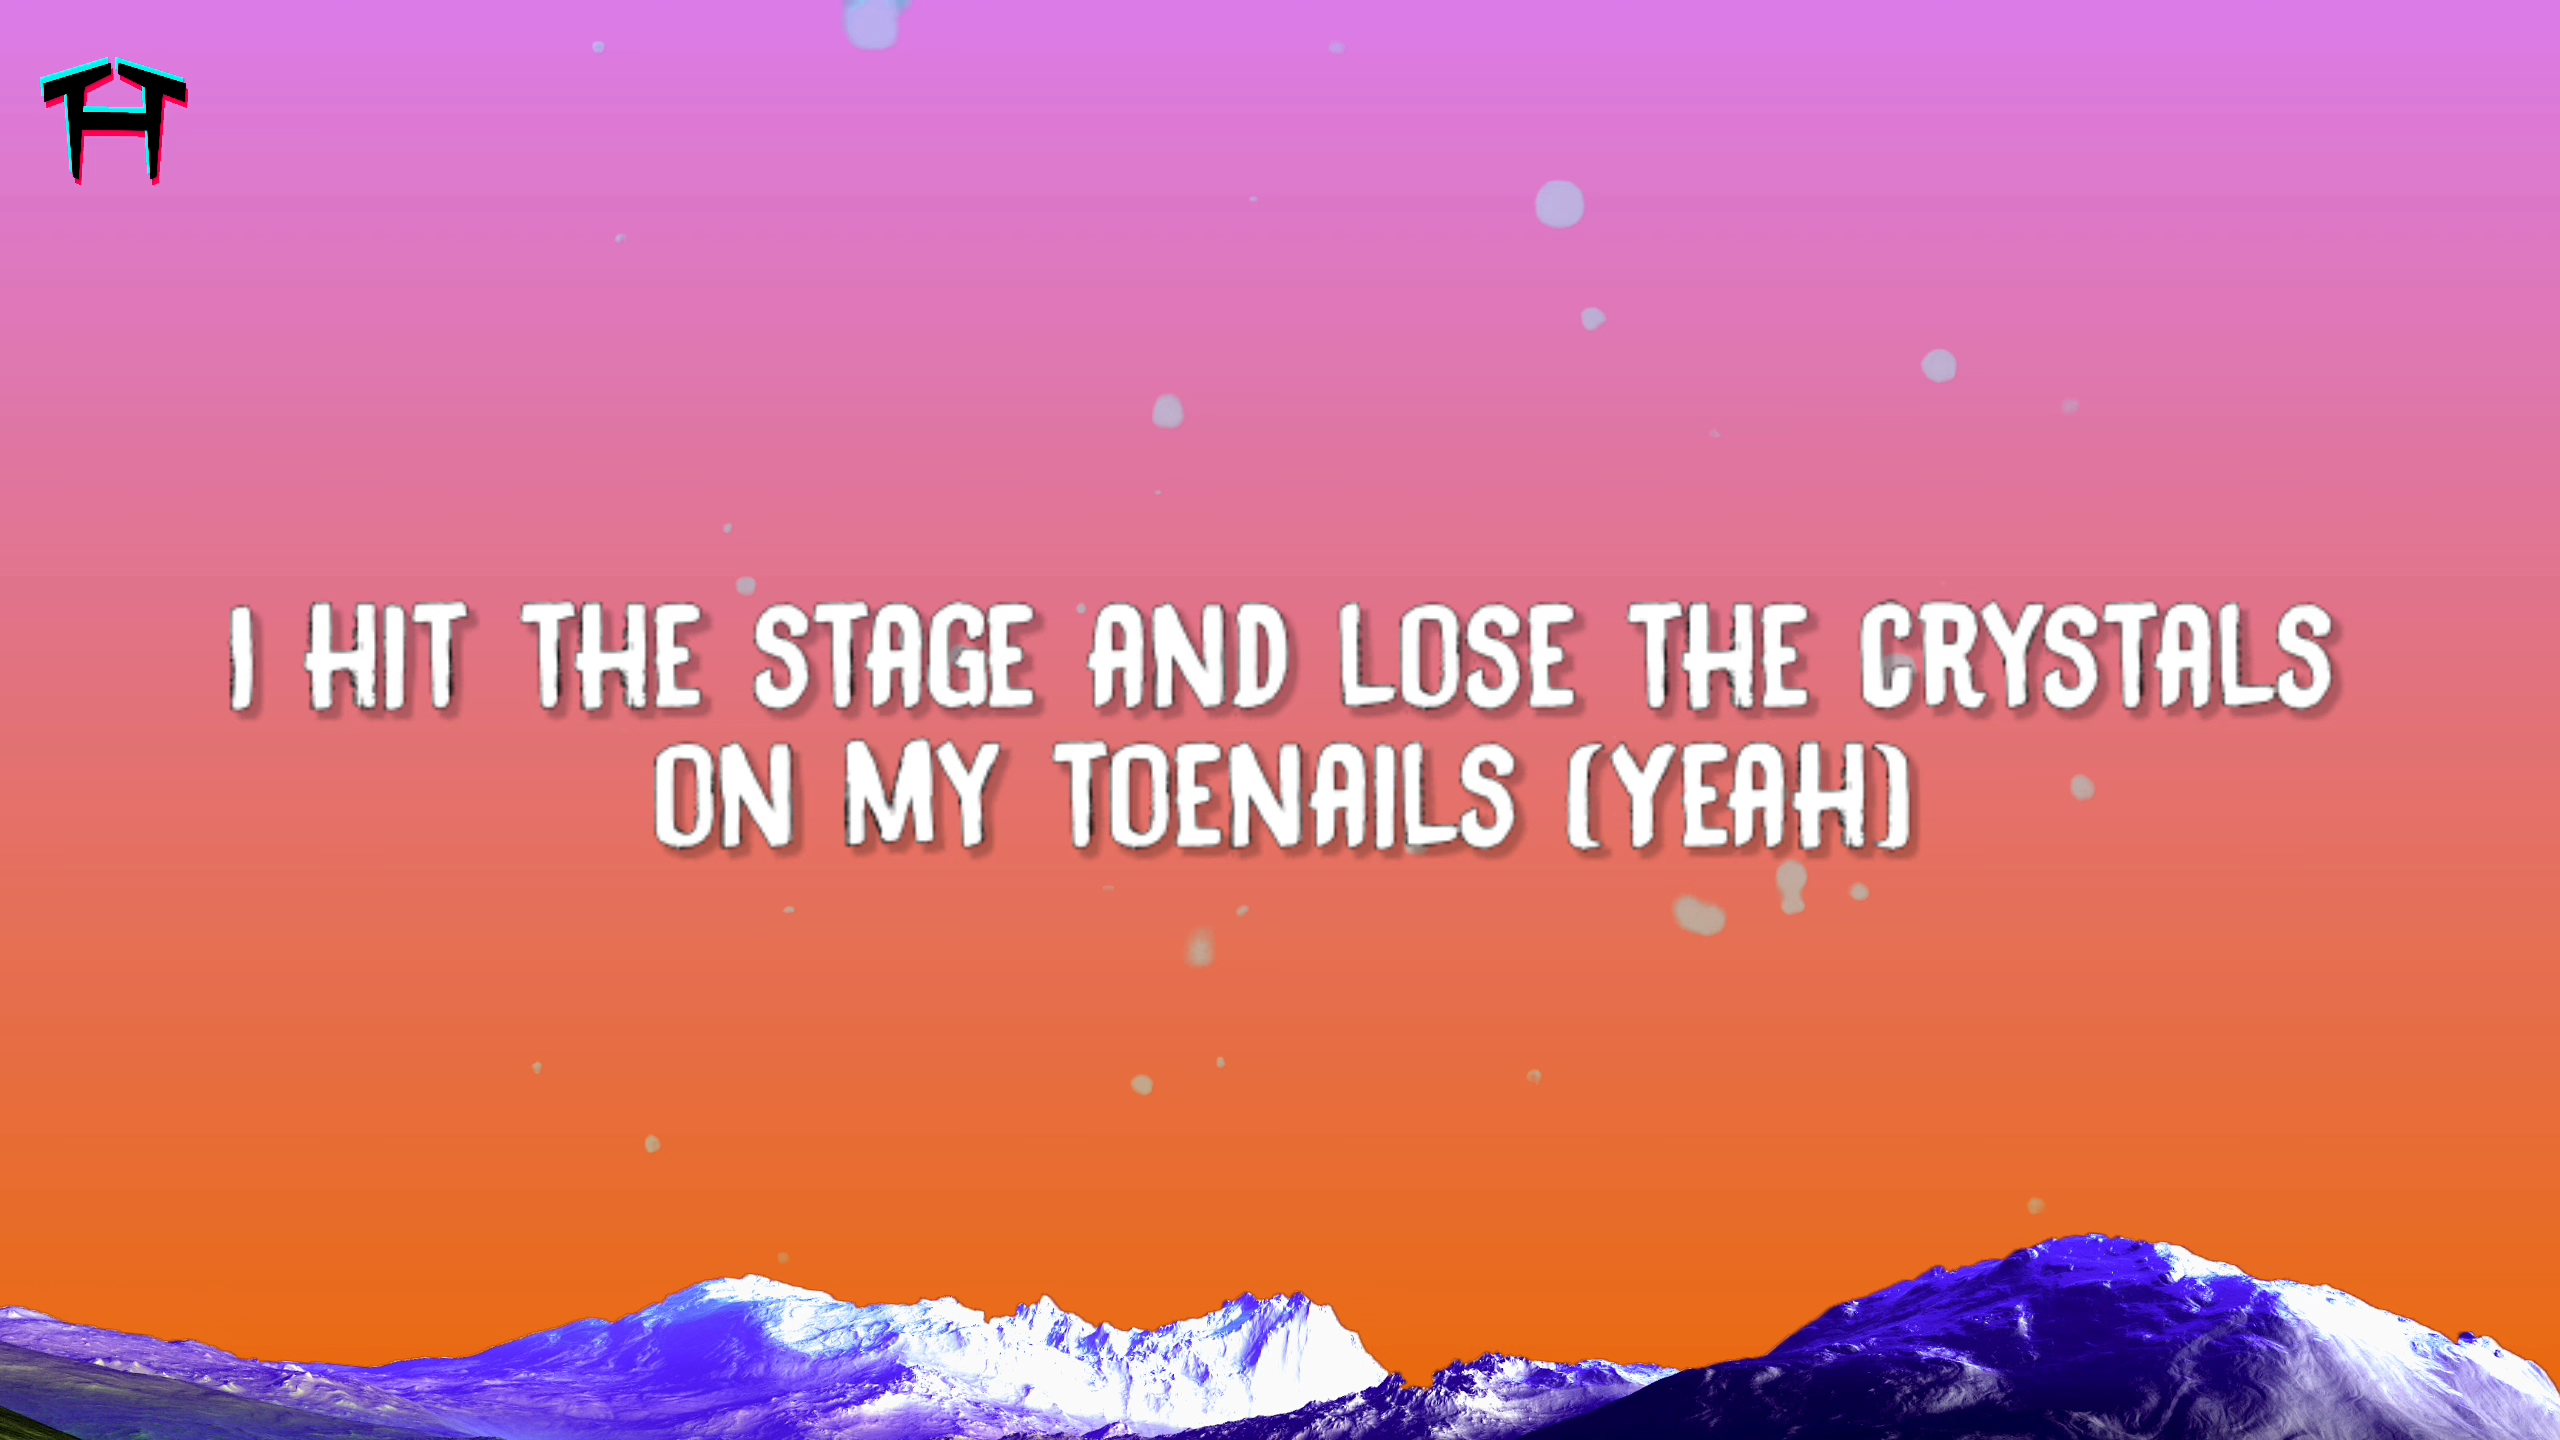 I HIT THE STAGE AND LOSE THE CRYSTALS
ON MY TOENAILS (YEAH)